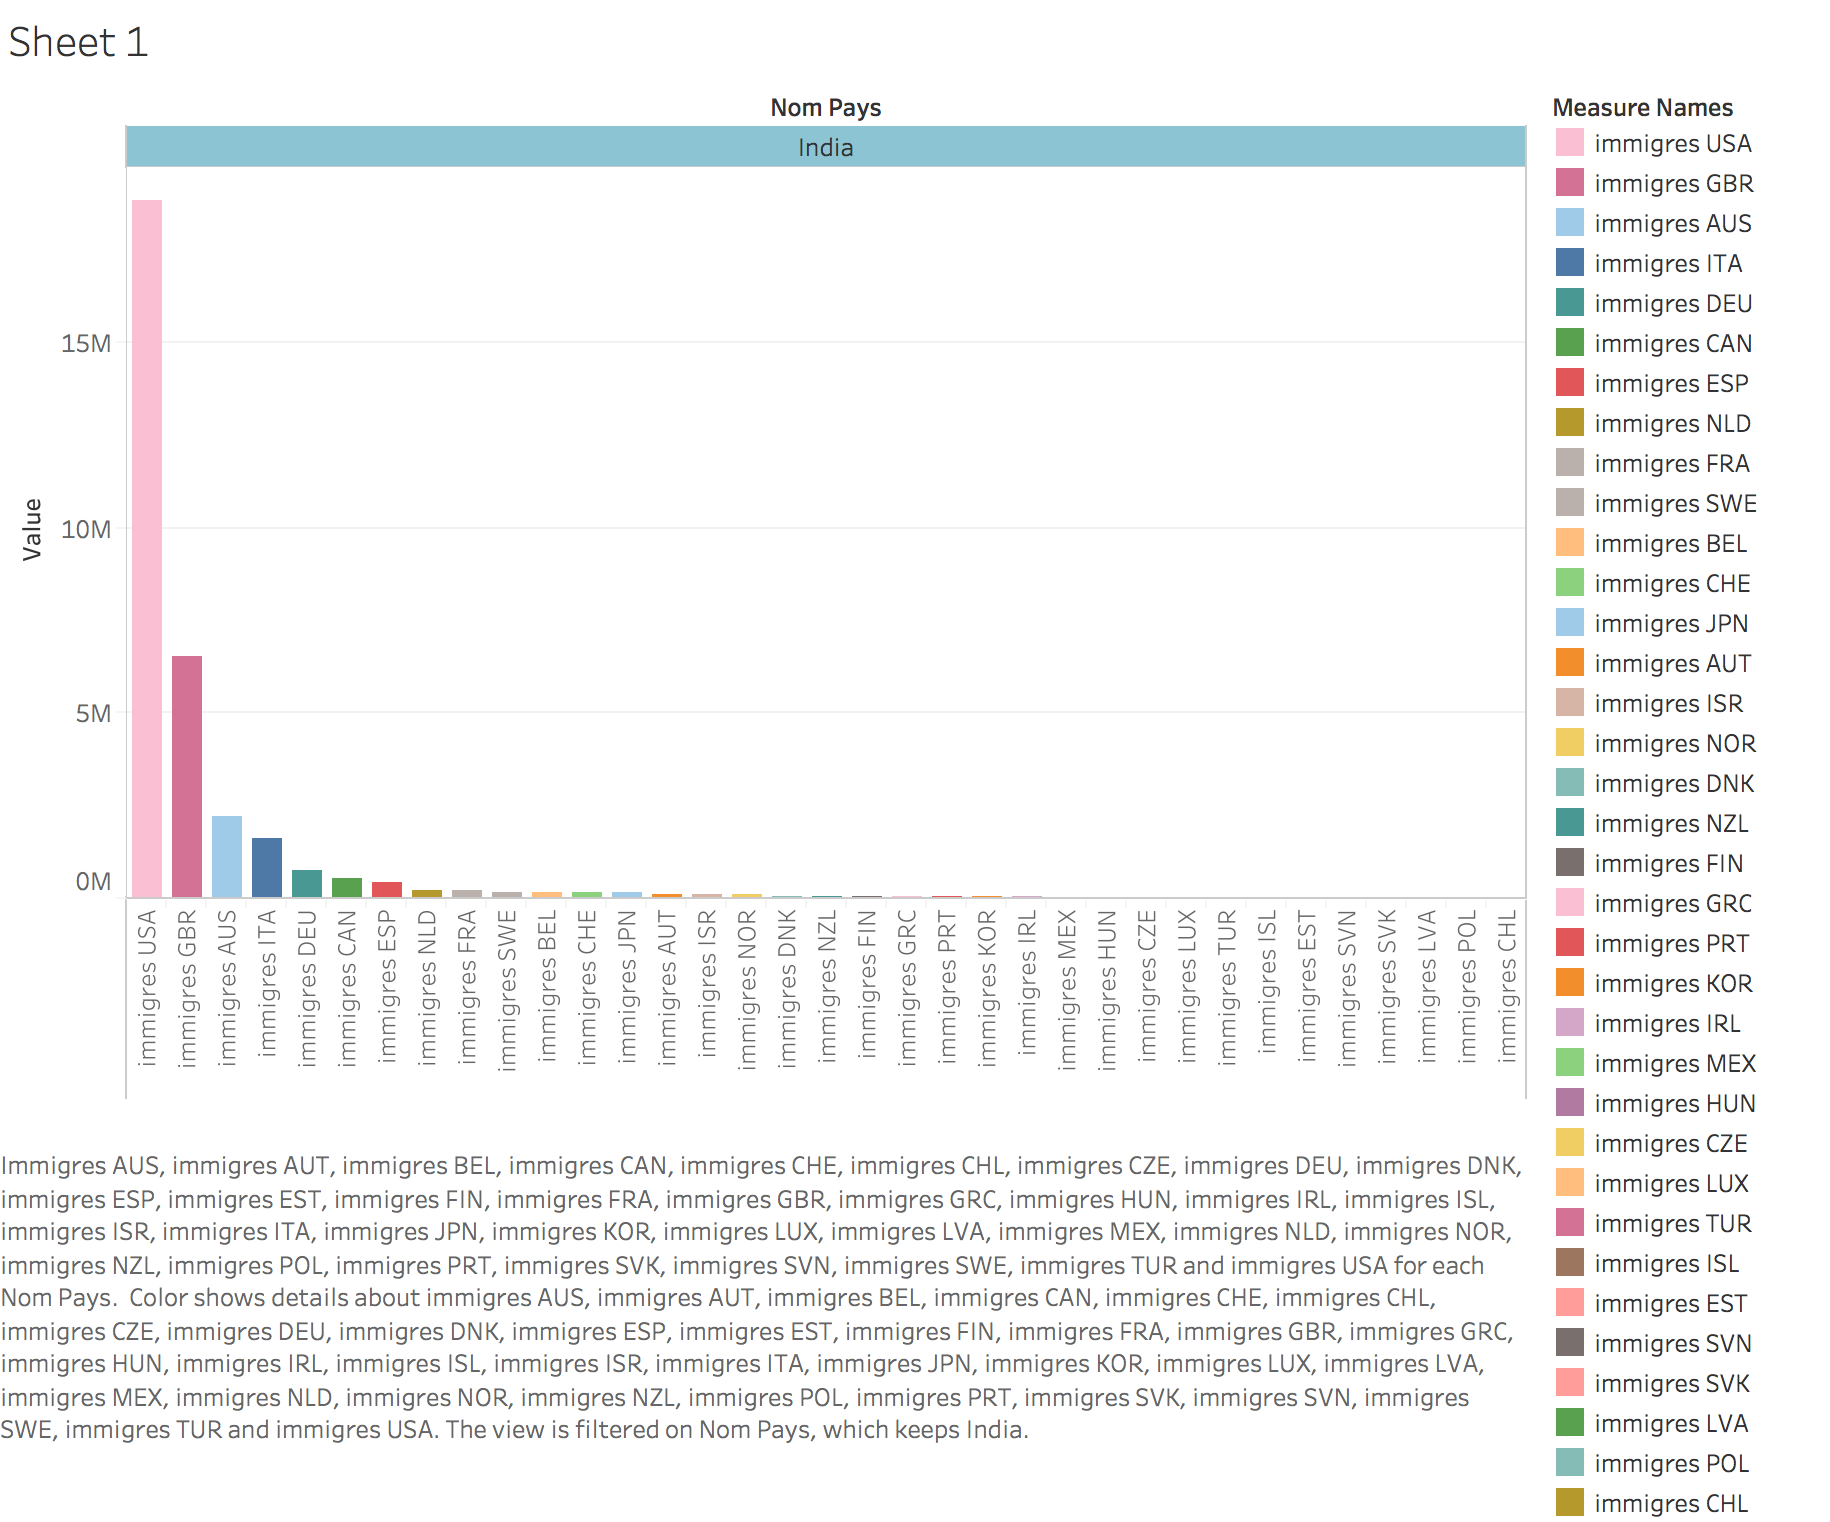 Sheet 1
Nom Pays
India
Value
15M
10M
5M
0M
immigres USA
immigres GBR
immigres AUS
immigres ITA
immigres DEU
immigres CAN
immigres ESP
immigres NLD
immigres FRA
immigres SWE
immigres BEL
immigres CHE
immigres JPN
immigres AUT
immigres ISR
immigres NOR
immigres DNK
immigres NZL
immigres FIN
immigres GRC
immigres PRT
immigres KOR
immigres IRL
immigres MEX
immigres HUN
immigres CZE
immigres LUX
immigres TUR
immigres ISL
immigres EST
immigres SVN
immigres SVK
immigres LVA
immigres POL
immigres CHL
Measure Names
immigres USA
immigres GBR
immigres AUS
immigres ITA
immigres DEU
immigres CAN
immigres ESP
immigres NLD
immigres FRA
immigres SWE
immigres BEL
immigres CHE
immigres JPN
immigres AUT
immigres ISR
immigres NOR
immigres DNK
immigres NZL
immigres FIN
immigres GRC
immigres PRT
immigres KOR
immigres IRL
immigres MEX
immigres HUN
immigres CZE
immigres LUX
immigres TUR
immigres ISL
immigres EST
immigres SVN
immigres SVK
immigres LVA
immigres POL
immigres CHL
Immigres AUS, immigres AUT, immigres BEL, immigres CAN, immigres CHE, immigres CHL, immigres CZE, immigres DEU, immigres DNK,
immigres ESP, immigres EST, immigres FIN, immigres FRA, immigres GBR, immigres GRC, immigres HUN, immigres IRL, immigres ISL,
immigres ISR, immigres ITA, immigres JPN, immigres KOR, immigres LUX, immigres LVA, immigres MEX, immigres NLD, immigres NOR,
immigres NZL, immigres POL, immigres PRT, immigres SVK, immigres SVN, immigres SWE, immigres TUR and immigres USA for each
Nom Pays.  Color shows details about immigres AUS, immigres AUT, immigres BEL, immigres CAN, immigres CHE, immigres CHL,
immigres CZE, immigres DEU, immigres DNK, immigres ESP, immigres EST, immigres FIN, immigres FRA, immigres GBR, immigres GRC,
immigres HUN, immigres IRL, immigres ISL, immigres ISR, immigres ITA, immigres JPN, immigres KOR, immigres LUX, immigres LVA,
immigres MEX, immigres NLD, immigres NOR, immigres NZL, immigres POL, immigres PRT, immigres SVK, immigres SVN, immigres
SWE, immigres TUR and immigres USA. The view is filtered on Nom Pays, which keeps India.